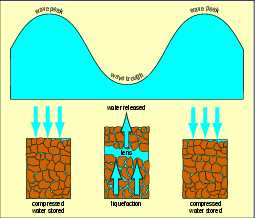 wave peak
wave peak
wave trough
water released
lens
compressed
water stored
liquefaction
compressed
water stored